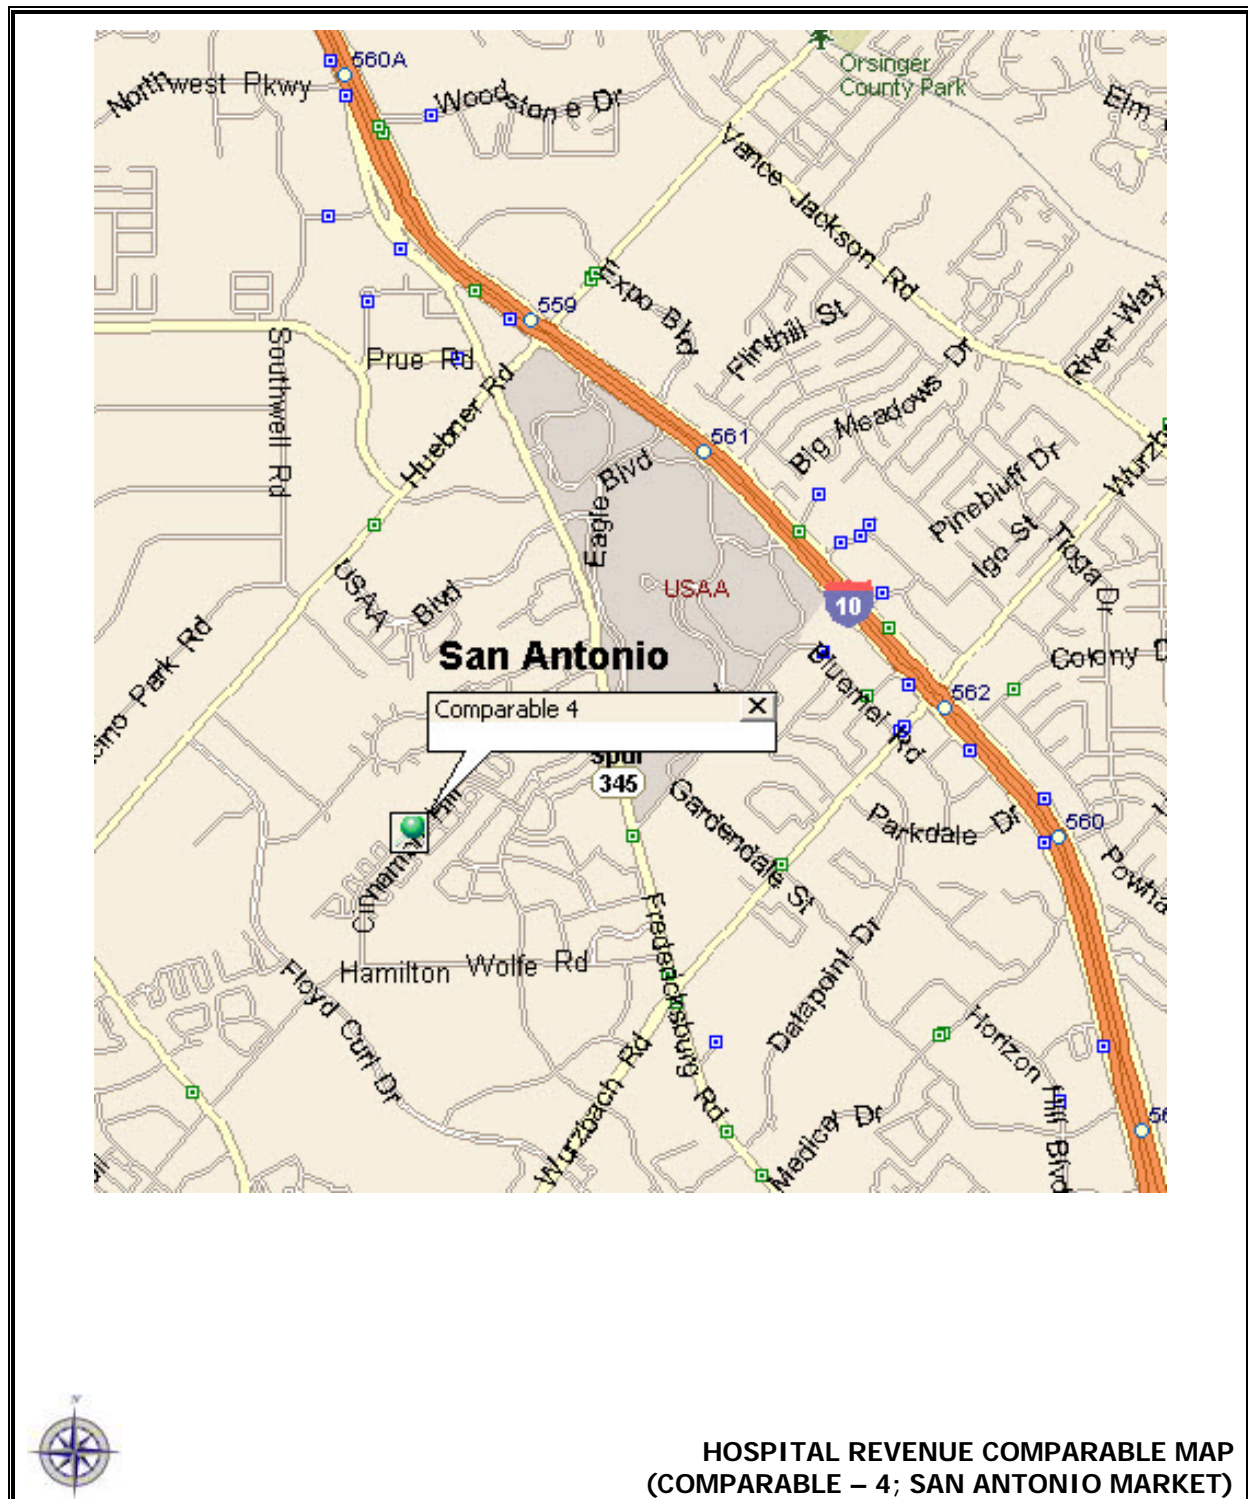 560A
Northwest Pkwy
Woodstone Dr
Orsinger
County Park
Elm
Vance Jackson Rd
Expo Blvd
559
Flinthill St
River Way
Southwell Rd
Prue Rd
Huebner Rd
561
Big Meadows Dr
Pinebluff Dr
Wurzb
Eagle Blvd
Igo St
Tioga Dr
USAA Blvd
USAA
10
San Antonio
Colony D
Bluemel Rd
562
Park Rd
Comparable 4
Spur
345
Cinnamon Hill
Gardendale St
Parkdale Dr
560
Powha
Fredericksburg Rd
Hamilton Wolfe Rd
Floyd Curl Dr
Datapoint Dr
Horizon Hill Blvd
Wurzbach Rd
Medical Dr
56
N
HOSPITAL REVENUE COMPARABLE MAP
(COMPARABLE – 4; SAN ANTONIO MARKET)